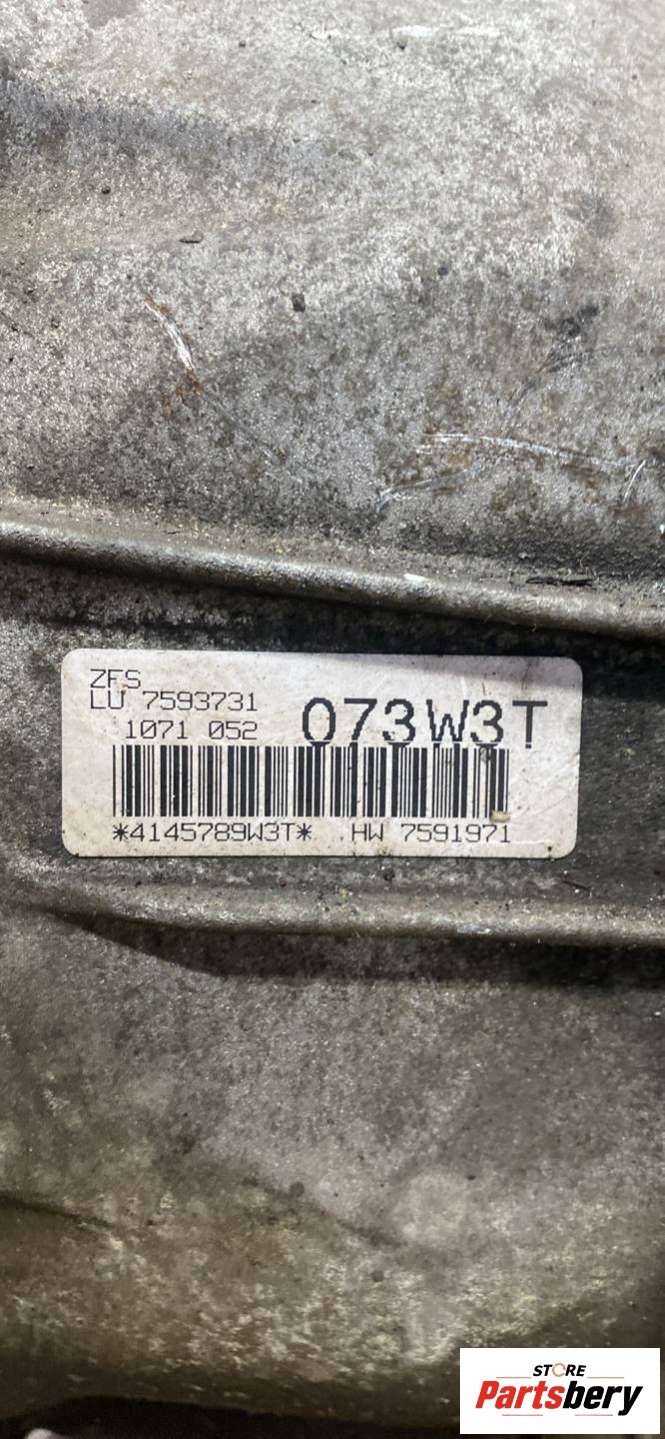 ZFS
LU 7593731
1071 052
073W3T
*4145789W3T* HW 7591971
STORE
Partsbery